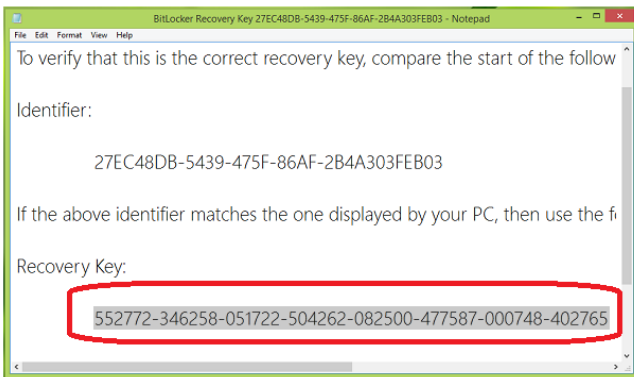 BitLocker Recovery Key 27EC48DB-5439-475F-86AF-2B4A303FEB03 - Notepad
File Edit Format View Help
To verify that this is the correct recovery key, compare the start of the follow
Identifier:
27EC48DB-5439-475F-86AF-2B4A303FEB03
If the above identifier matches the one displayed by your PC, then use the f
Recovery Key:
552772-346258-051722-504262-082500-477587-000748-402765